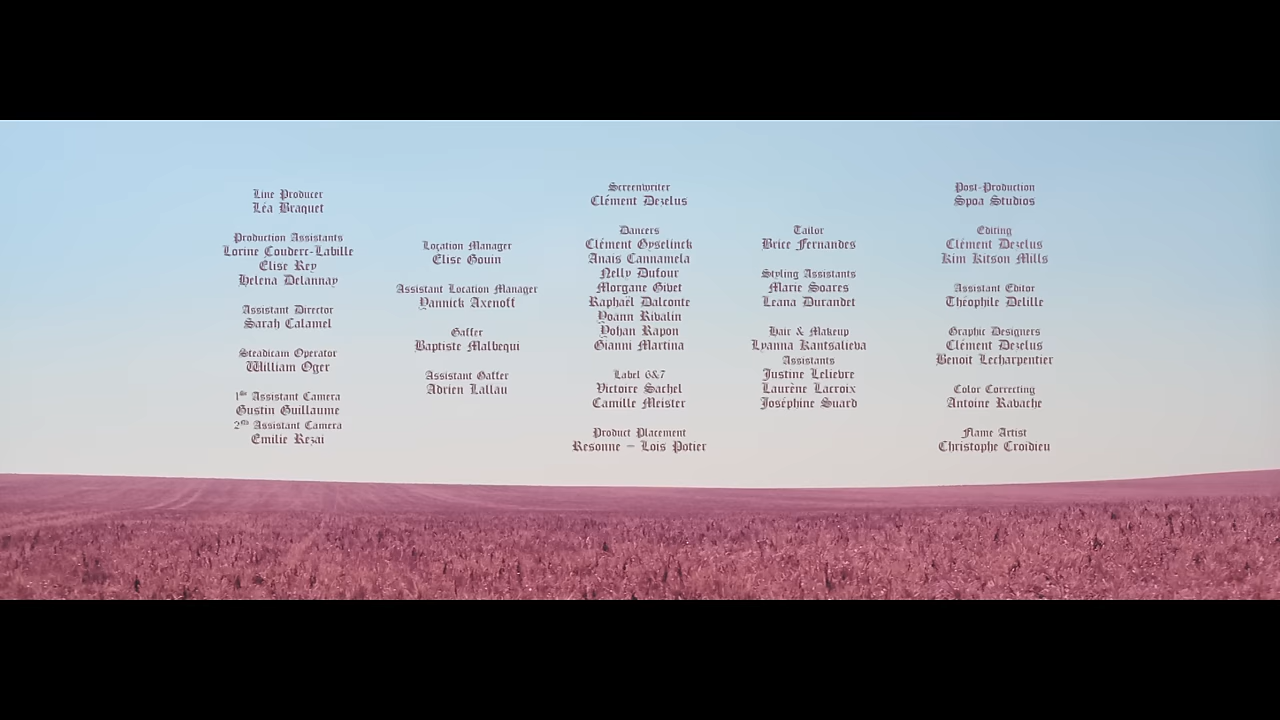 Line Producer
Léa Braquet
Production Assistants
Lorine Couderc-Labille
Elise Rey
Helena Delannay
Assistant Director
Sarah Calamel
Steadicam Operator
William Oger
1st Assistant Camera
Gustin Guillaume
2nd Assistant Camera
Emilie Rezai
Location Manager
Elise Gouin
Assistant Location Manager
Yannick Axenoff
Gaffer
Baptiste Malbequi
Assistant Gaffer
Adrien Lallau
Screenwriter
Clément Dezelus
Dancers
Clément Gyselinck
Anais Cannamela
Nelly Dufour
Morgane Givet
Raphaël Dalconte
Yoann Rivalin
Yohan Rapon
Gianni Martina
Label 6&7
Victoire Sachel
Camille Meister
Product Placement
Resonne – Lois Potier
Tailor
Brice Fernandes
Styling Assistants
Marie Soares
Leana Durandet
Hair & Makeup
Lyanna Kantsalieva
Assistants
Justine Lelievre
Laurène Lacroix
Joséphine Suard
Post-Production
Spoa Studios
Editing
Clément Dezelus
Kim Kitson Mills
Assistant Editor
Théophile Delille
Graphic Designers
Clément Dezelus
Benoit Lecharpentier
Color Correcting
Antoine Ravache
Flame Artist
Christophe Croidieu